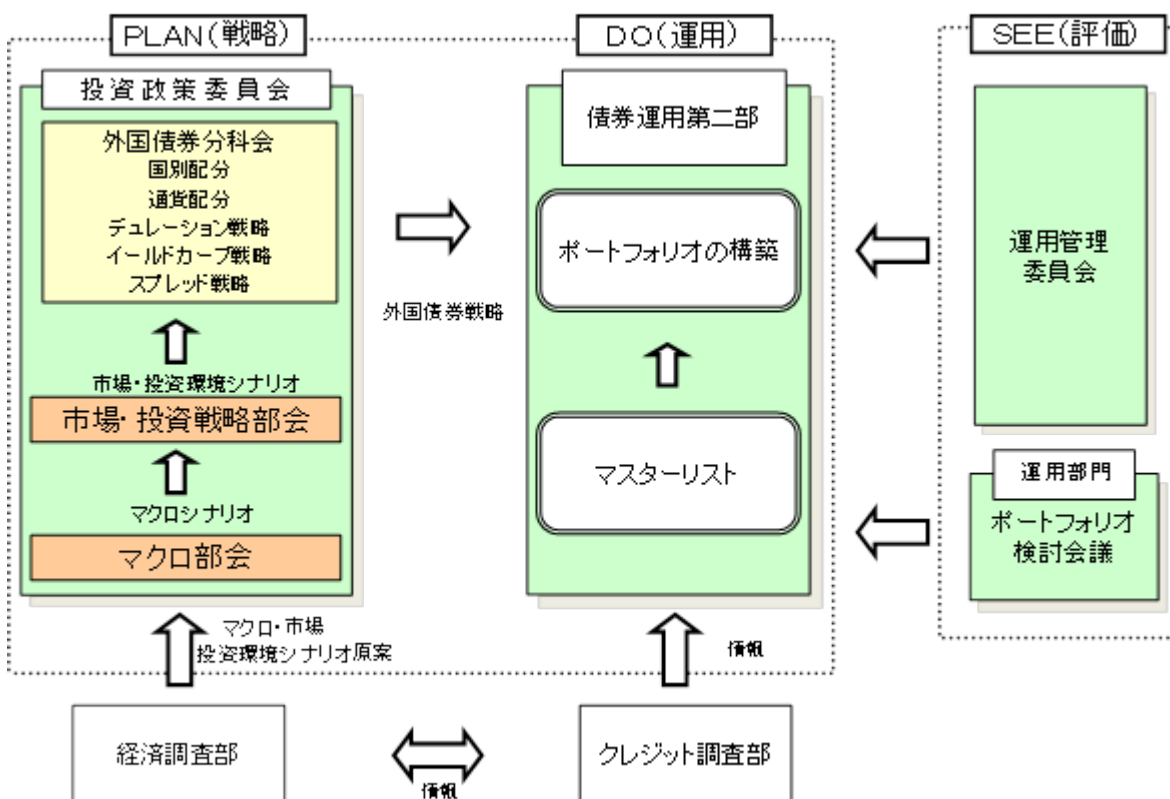 PLAN(戦略)
投資政策委員会
外国債券分科会
国別配分
通貨配分
デュレーション戦略
イールドカーブ戦略
スプレッド戦略
市場・投資環境シナリオ
市場・投資戦略部会
マクロシナリオ
マクロ部会
マクロ・市場
投資環境シナリオ原案
経済調査部
外国債券戦略
情報
DO(運用)
債券運用第二部
ポートフォリオの構築
マスターリスト
情報
クレジット調査部
SEE(評価)
運用管理
委員会
運用部門
ポートフォリオ
検討会議